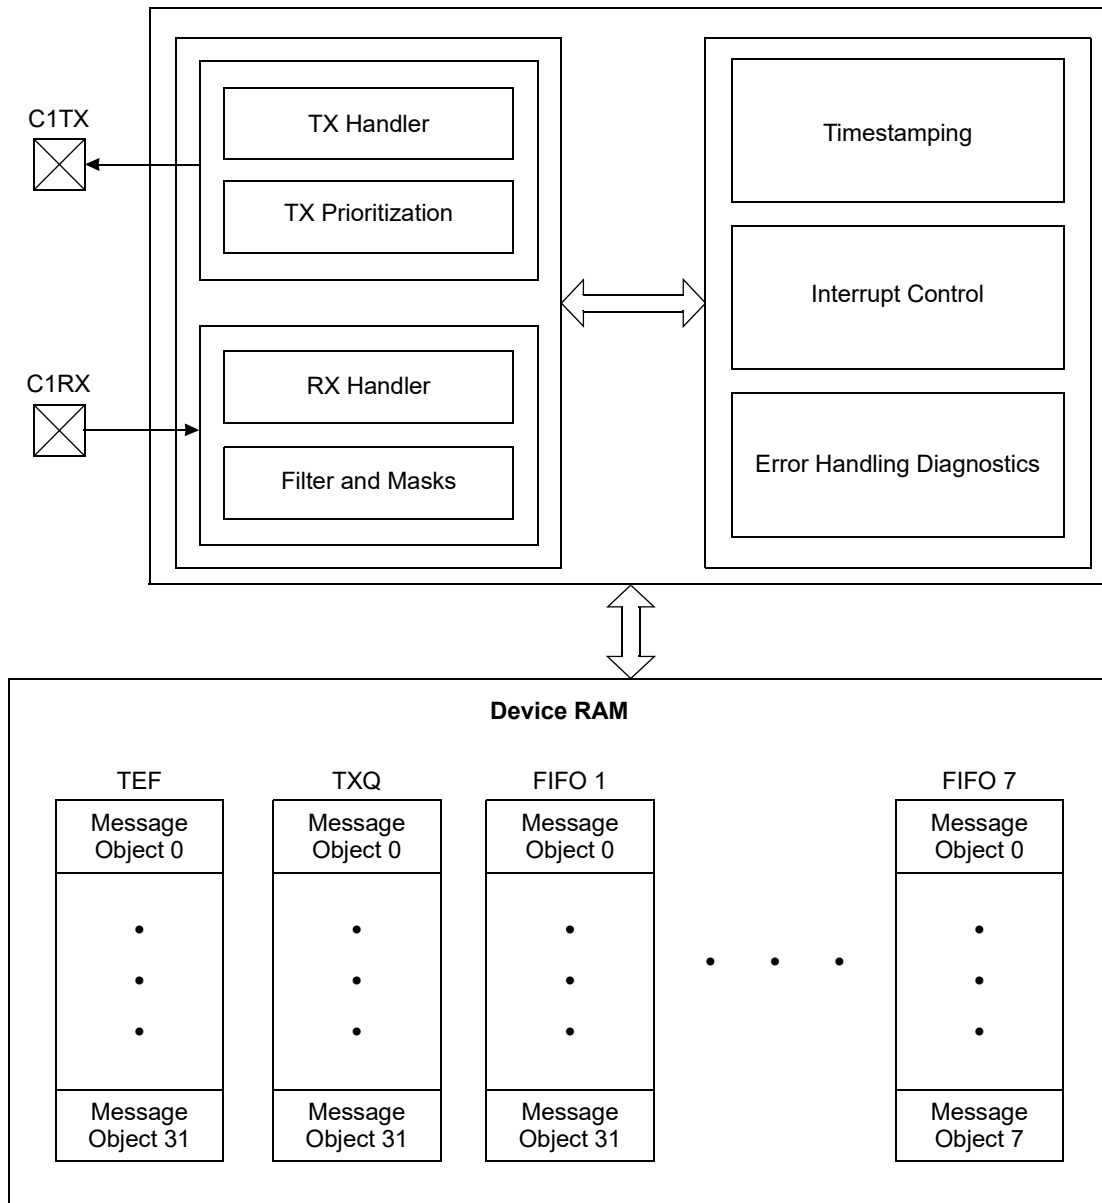 C1TX
TX Handler
TX Prioritization
Timestamping
Interrupt Control
C1RX
RX Handler
Filter and Masks
Error Handling Diagnostics
Device RAM
TEF
Message
Object 0
Message
Object 31
TXQ
Message
Object 0
Message
Object 31
FIFO 1
Message
Object 0
Message
Object 31
FIFO 7
Message
Object 0
Message
Object 7